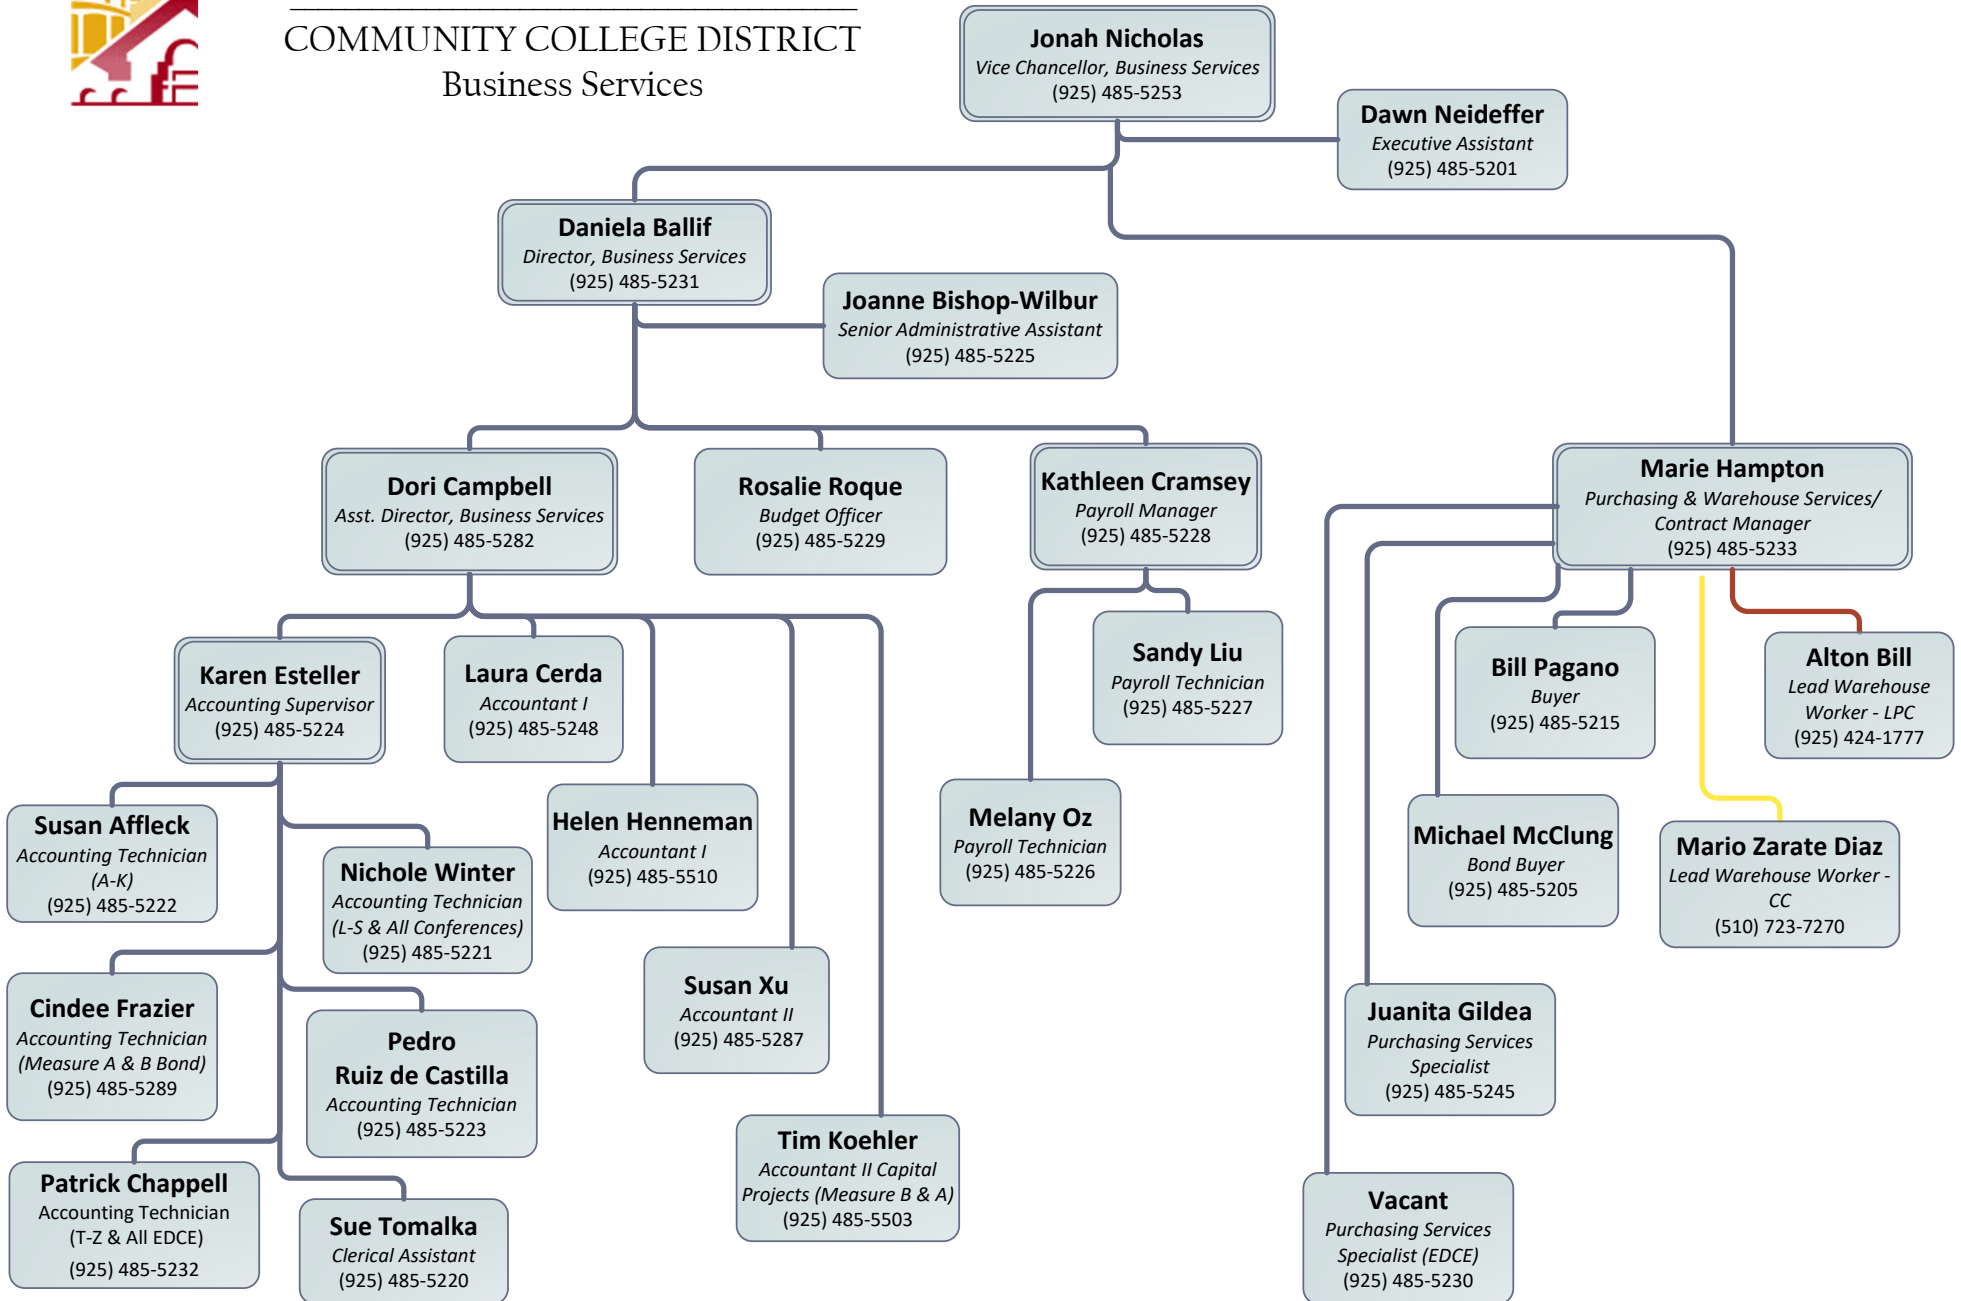 COMMUNITY COLLEGE DISTRICT
Business Services
Jonah Nicholas
Vice Chancellor, Business Services
(925) 485-5253
Dawn Neideffer
Executive Assistant
(925) 485-5201
Daniela Ballif
Director, Business Services
(925) 485-5231
Joanne Bishop-Wilbur
Senior Administrative Assistant
(925) 485-5225
Dori Campbell
Asst. Director, Business Services
(925) 485-5282
Rosalie Roque
Budget Officer
(925) 485-5229
Kathleen Cramsey
Payroll Manager
(925) 485-5228
Marie Hampton
Purchasing & Warehouse Services/
Contract Manager
(925) 485-5233
Karen Esteller
Accounting Supervisor
(925) 485-5224
Laura Cerda
Accountant I
(925) 485-5248
Sandy Liu
Payroll Technician
(925) 485-5227
Bill Pagano
Buyer
(925) 485-5215
Alton Bill
Lead Warehouse
Worker - LPC
(925) 424-1777
Susan Affleck
Accounting Technician
(A-K)
(925) 485-5222
Nichole Winter
Accounting Technician
(L-S & All Conferences)
(925) 485-5221
Helen Henneman
Accountant I
(925) 485-5510
Melany Oz
Payroll Technician
(925) 485-5226
Michael McClung
Bond Buyer
(925) 485-5205
Mario Zarate Diaz
Lead Warehouse Worker -
CC
(510) 723-7270
Cindee Frazier
Accounting Technician
(Measure A & B Bond)
(925) 485-5289
Pedro
Ruiz de Castilla
Accounting Technician
(925) 485-5223
Susan Xu
Accountant II
(925) 485-5287
Juanita Gildea
Purchasing Services
Specialist
(925) 485-5245
Patrick Chappell
Accounting Technician
(T-Z & All EDCE)
(925) 485-5232
Sue Tomalka
Clerical Assistant
(925) 485-5220
Tim Koehler
Accountant II Capital
Projects (Measure B & A)
(925) 485-5503
Vacant
Purchasing Services
Specialist (EDCE)
(925) 485-5230